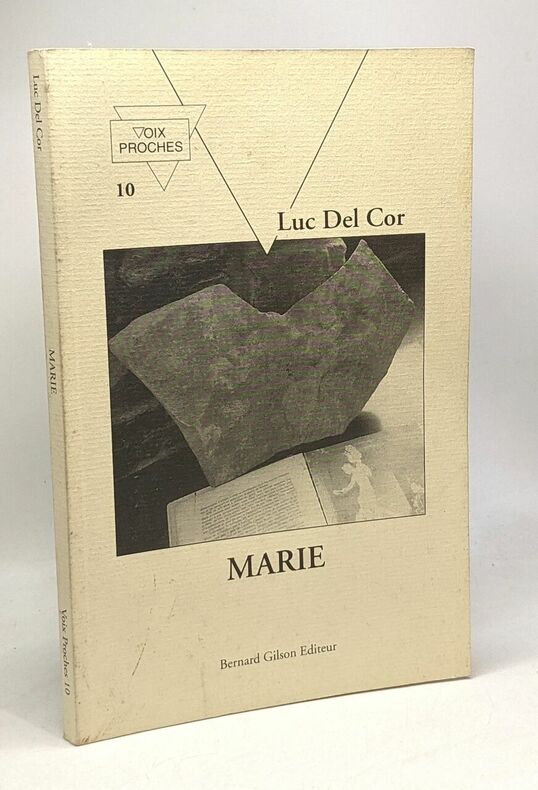 Luc Del Cor
MARIE
Voix Proches 10
VOIX
PROCHES
10
Luc Del Cor
MARIE
Bernard Gilson Editeur